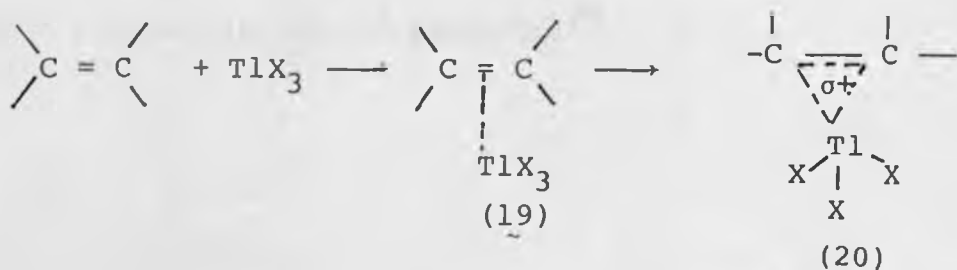 C = C + TlX3 ⟶ C = C ⟶ -C — C —
σ+
TlX3 Tl
X X
(19) X
(20)